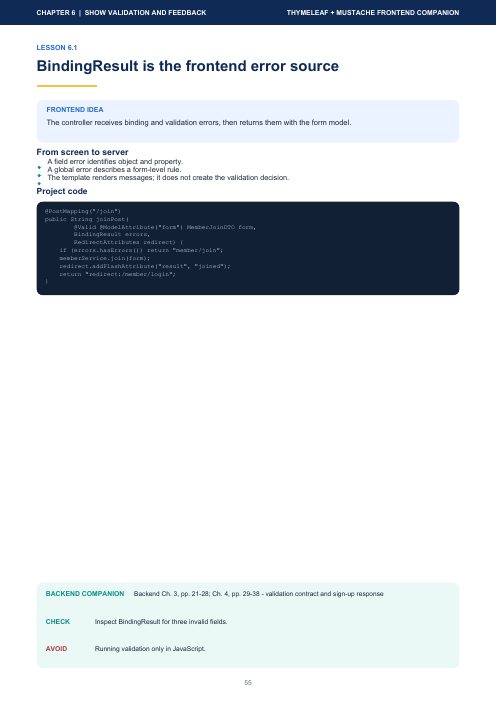 CHAPTER 6 | SHOW VALIDATION AND FEEDBACK
THYMELEAF + MUSTACHE FRONTEND COMPANION
LESSON 6.1
BindingResult is the frontend error source
FRONTEND IDEA
The controller receives binding and validation errors, then returns them with the form model.
From screen to server
A field error identifies object and property.
A global error describes a form-level rule.
The template renders messages; it does not create the validation decision.
Project code
@PostMapping("/join")
public String joinPost(
        @Valid @ModelAttribute("form") MemberJoinDTO form,
        BindingResult errors,
        RedirectAttributes redirect) {
    if (errors.hasErrors()) return "member/join";
    memberService.join(form);
    redirect.addFlashAttribute("result", "joined");
    return "redirect:/member/login";
}
BACKEND COMPANION Backend Ch. 3, pp. 21-28; Ch. 4, pp. 29-38 - validation contract and sign-up response
CHECK Inspect BindingResult for three invalid fields.
AVOID Running validation only in JavaScript.
55